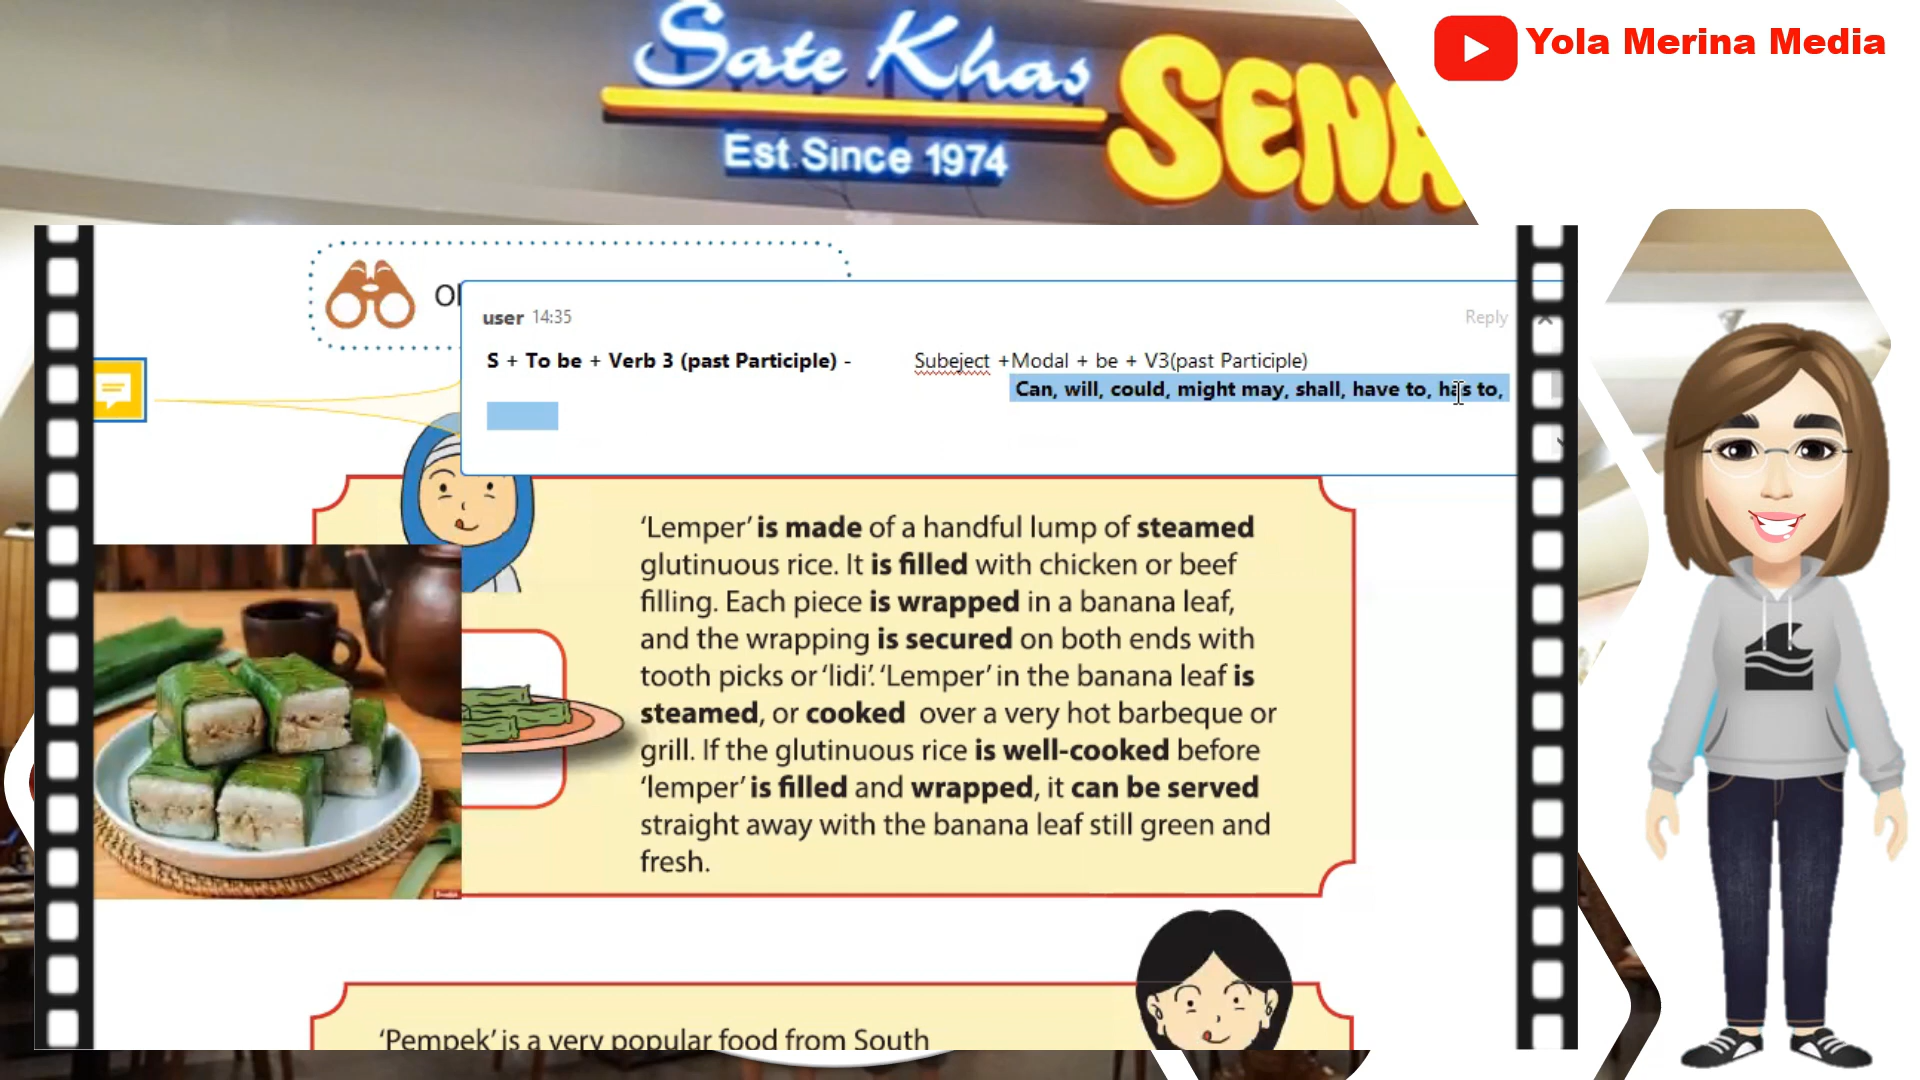 Sate Khas SENA
Est Since 1974
Yola Merina Media
user 14:35 Reply
S + To be + Verb 3 (past Participle) - Subeject +Modal + be + V3(past Participle)
Can, will, could, might may, shall, have to, has to,
‘Lemper’ is made of a handful lump of steamed
glutinuous rice. It is filled with chicken or beef
filling. Each piece is wrapped in a banana leaf,
and the wrapping is secured on both ends with
tooth picks or ‘lidi’. ‘Lemper’ in the banana leaf is
steamed, or cooked over a very hot barbeque or
grill. If the glutinuous rice is well-cooked before
‘lemper’ is filled and wrapped, it can be served
straight away with the banana leaf still green and
fresh.
‘Pempek’ is a very popular food from South